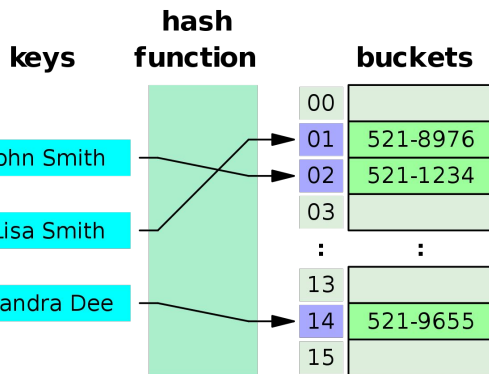 hash
keys function buckets
00
01 521-8976
ohn Smith
02 521-1234
03
isa Smith
: :
13
andra Dee
14 521-9655
15